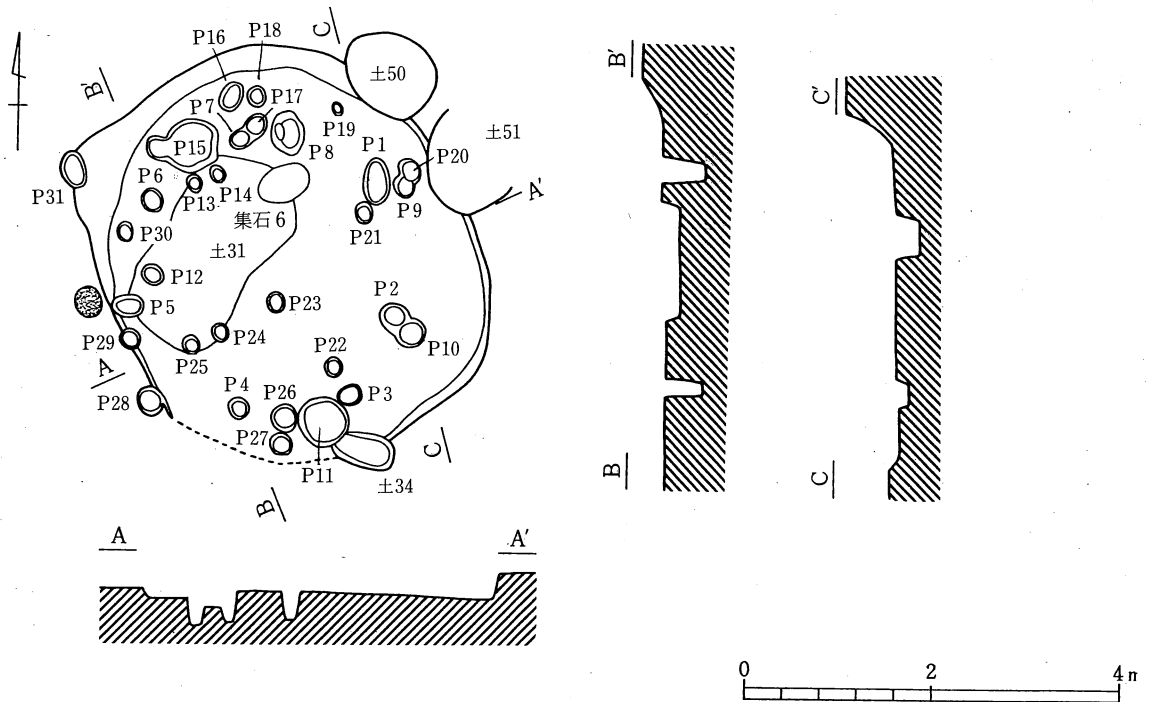 P16
P18
C
土50
B'
P7
P17
土51
P19
P15
P1
P8
P20
P6
P14
A'
P31
P13
P9
集石6
P30
P21
土31
P12
P5
P23
P2
P24
P29
P25
P10
P22
A
P4
P26
P3
P28
P27
C
P11
土34
B
A
A'
B'
B
C'
C
0
2
4m